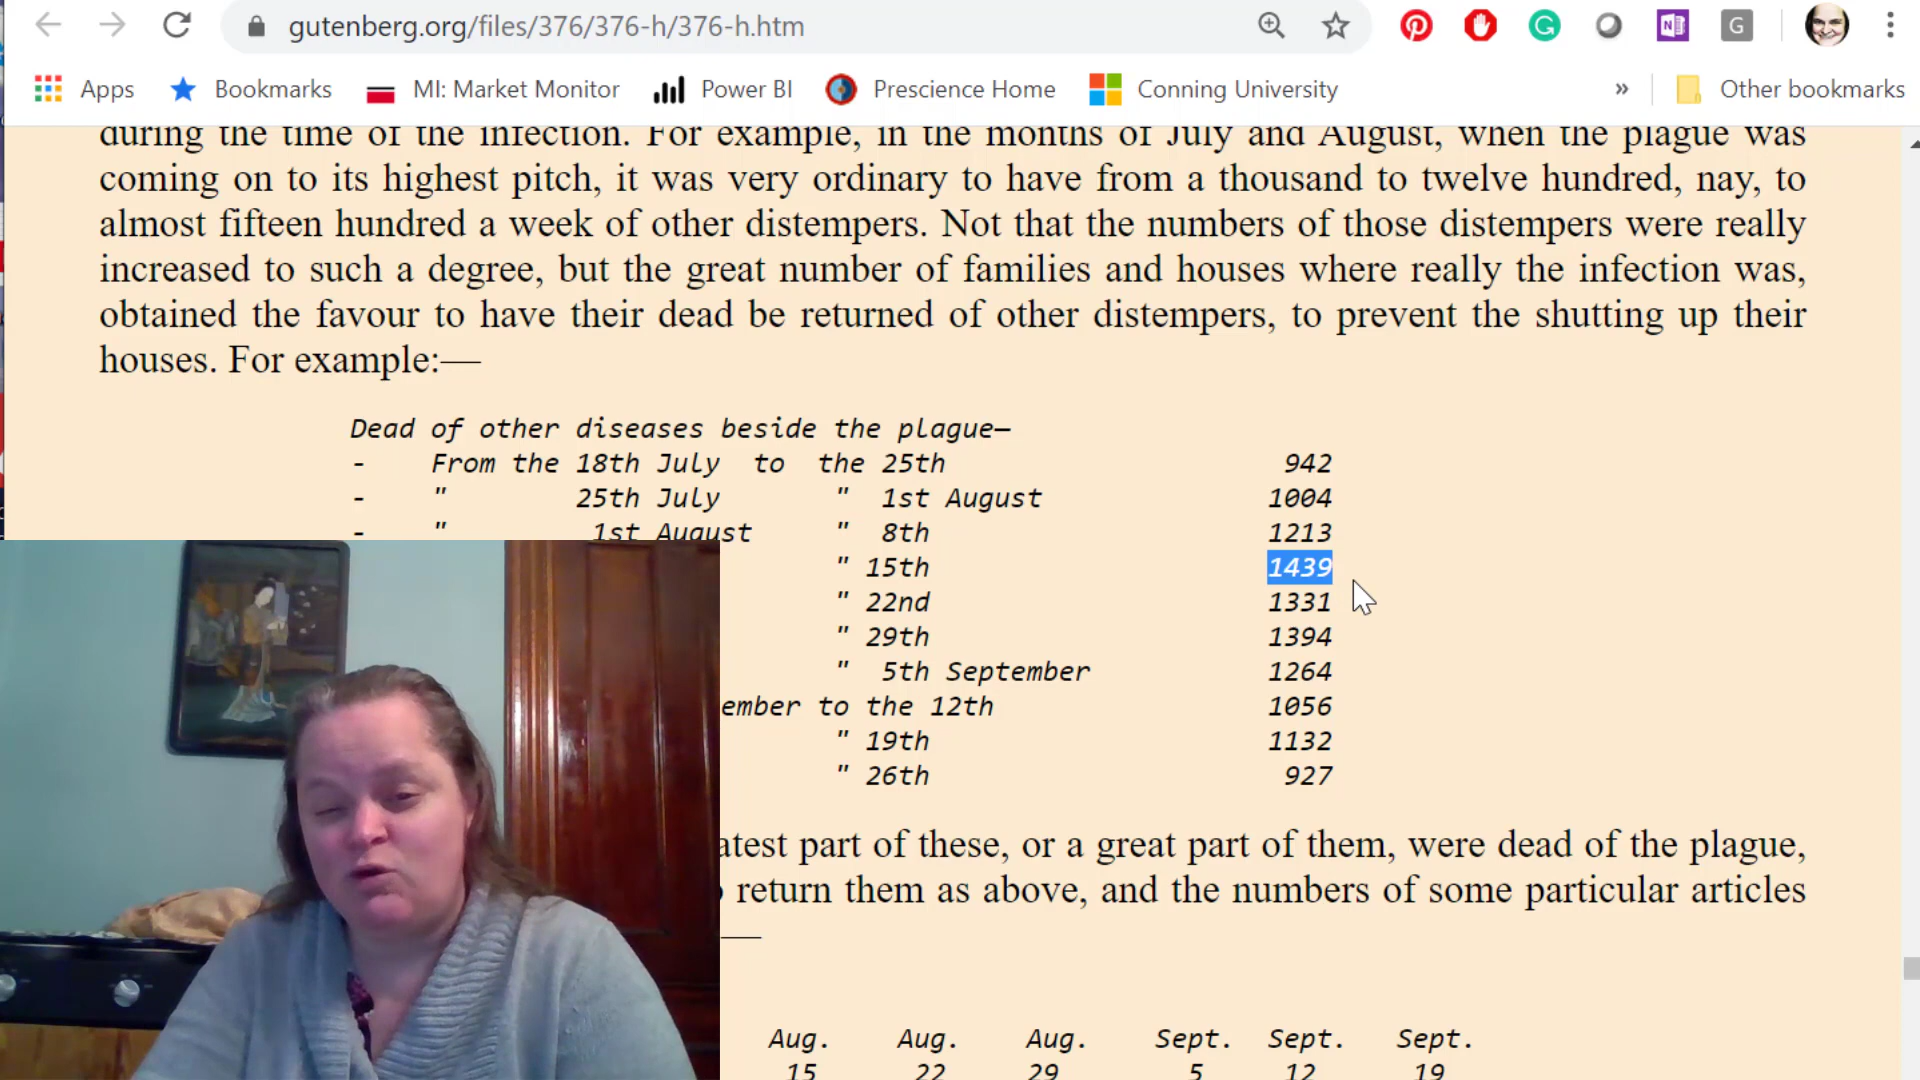 gutenberg.org/files/376/376-h/376-h.htm
Apps Bookmarks MI: Market Monitor Power BI Prescience Home Conning University » Other bookmarks
during the time of the infection. For example, in the months of July and August, when the plague was
coming on to its highest pitch, it was very ordinary to have from a thousand to twelve hundred, nay, to
almost fifteen hundred a week of other distempers. Not that the numbers of those distempers were really
increased to such a degree, but the great number of families and houses where really the infection was,
obtained the favour to have their dead be returned of other distempers, to prevent the shutting up their
houses. For example:—
Dead of other diseases beside the plague—
- From the 18th July to the 25th 942
- " 25th July " 1st August 1004
- " 1st August " 8th 1213
" 15th 1439
" 22nd 1331
" 29th 1394
" 5th September 1264
ember to the 12th 1056
" 19th 1132
" 26th 927
atest part of these, or a great part of them, were dead of the plague,
return them as above, and the numbers of some particular articles
—
Aug. Aug. Aug. Sept. Sept. Sept.
15 22 29 5 12 19